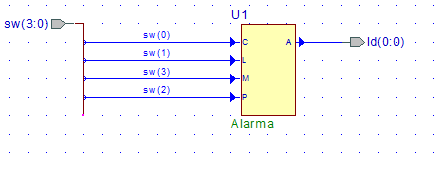 U1
sw(3:0)
sw(0)
C
A
ld(0:0)
sw(1)
L
sw(3)
M
sw(2)
P
Alarma